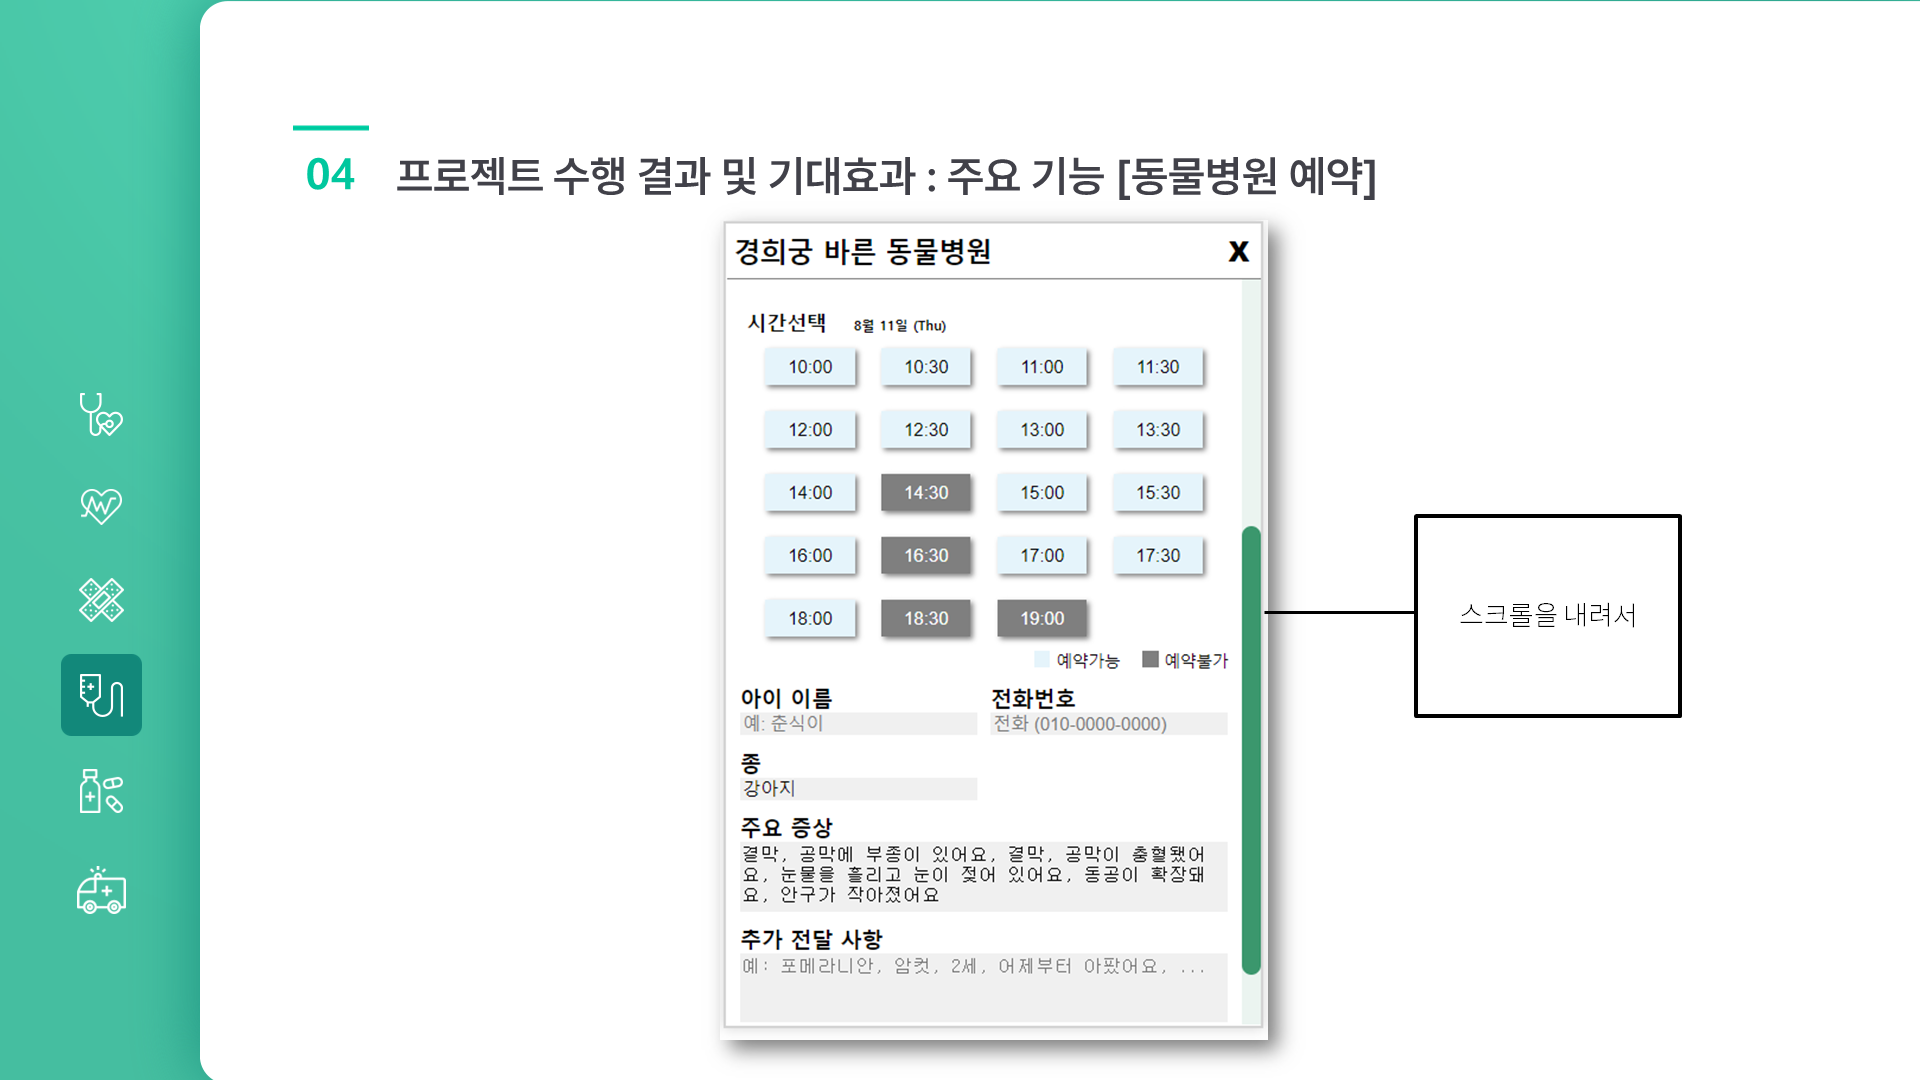 04 프로젝트 수행 결과 및 기대효과 : 주요 기능 [동물병원 예약]
경희궁 바른 동물병원 X
시간선택 8월 11일 (Thu)
10:00 10:30 11:00 11:30
12:00 12:30 13:00 13:30
14:00 14:30 15:00 15:30
16:00 16:30 17:00 17:30
18:00 18:30 19:00
예약가능 예약불가
아이 이름 전화번호
예: 춘식이 전화 (010-0000-0000)
종
강아지
주요 증상
결막, 공막에 부종이 있어요, 결막, 공막이 충혈됐어
요, 눈물을 흘리고 눈이 젖어 있어요, 동공이 확장돼
요, 안구가 작아졌어요
추가 전달 사항
예: 포메라니안, 암컷, 2세, 어제부터 아팠어요, ...
스크롤을 내려서